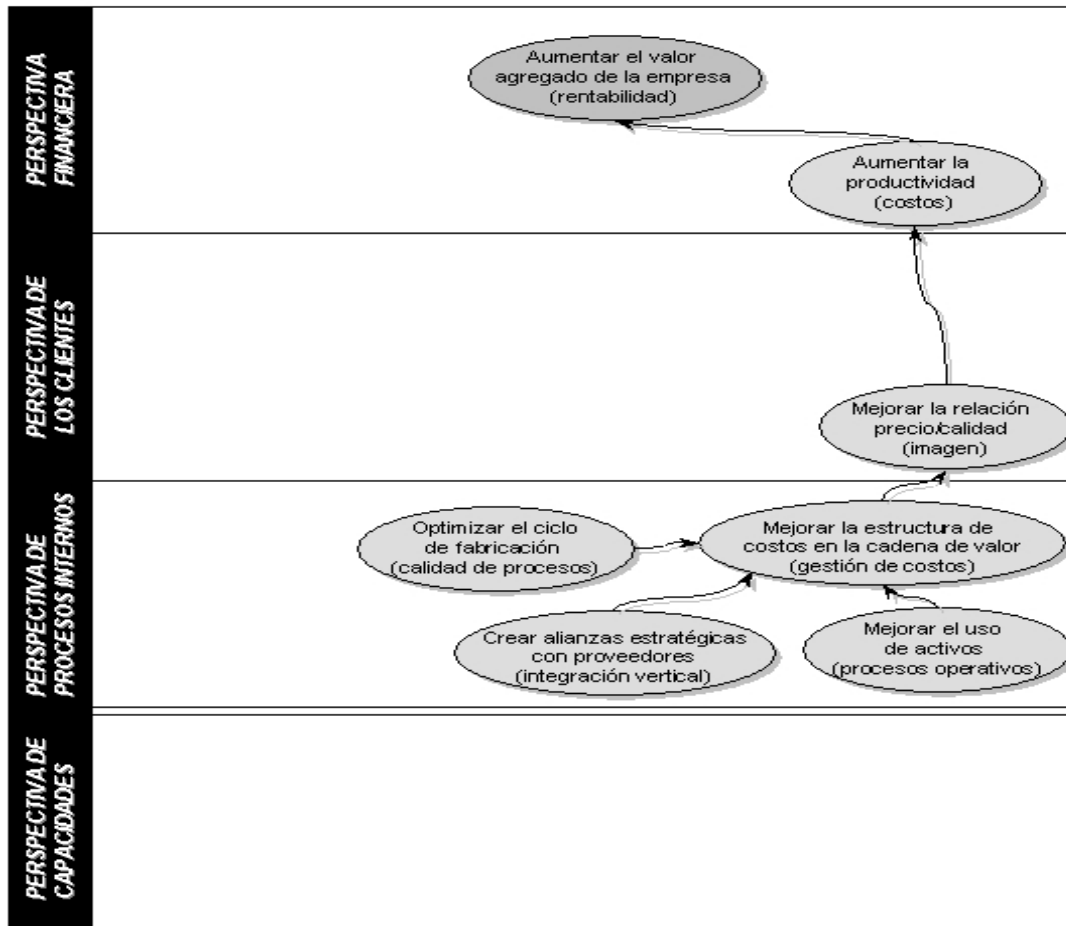 PERSPECTIVA
FINANCIERA
Aumentar el valor
agregado de la empresa
(rentabilidad)
Aumentar la
productividad
(costos)
PERSPECTIVA DE
LOS CLIENTES
Mejorar la relación
precio/calidad
(imagen)
PERSPECTIVA DE
PROCESOS INTERNOS
Optimizar el ciclo
de fabricación
(calidad de procesos)
Mejorar la estructura de
costos en la cadena de valor
(gestión de costos)
Crear alianzas estratégicas
con proveedores
(integración vertical)
Mejorar el uso
de activos
(procesos operativos)
PERSPECTIVA DE
CAPACIDADES